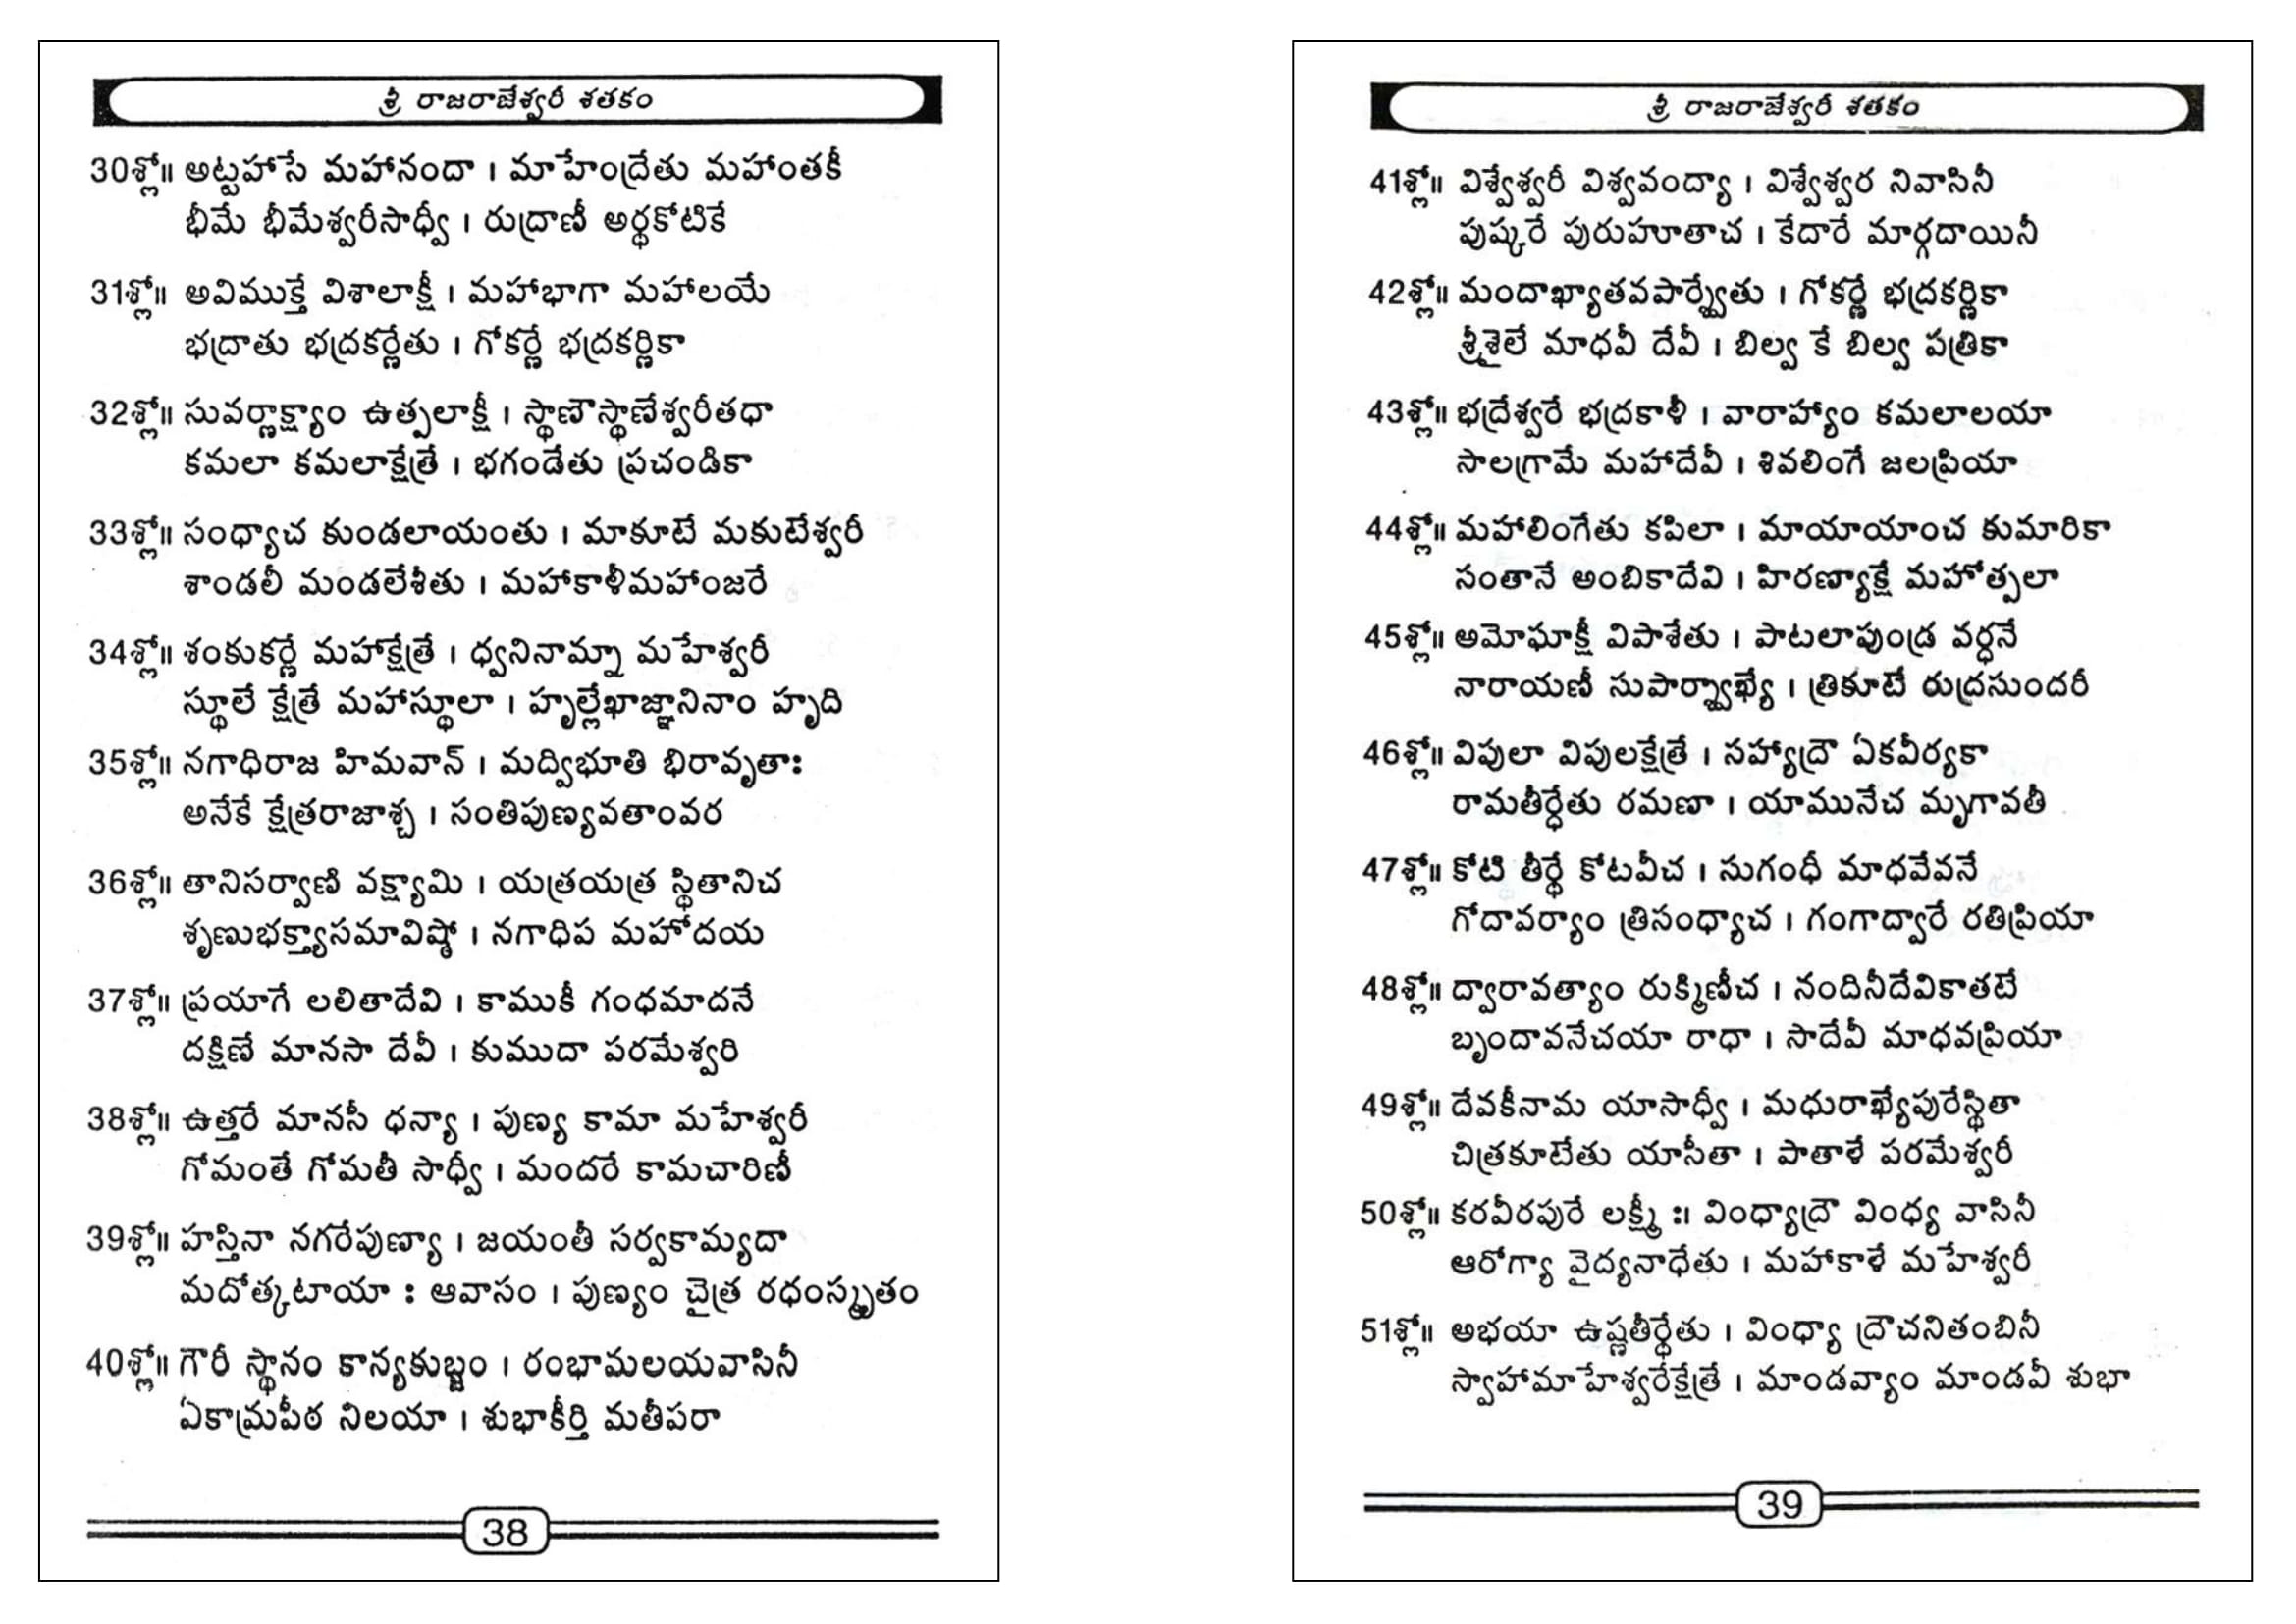 శ్రీ రాజరాజేశ్వరీ శతకం
30శ్లో॥ అట్టహాసే మహానందా । మాహేంద్రేతు మహాంతకీ
భీమే భీమేశ్వరీసాధ్వీ । రుద్రాణీ అర్ధకోటికే
31శ్లో॥ అవిముక్తే విశాలాక్షీ । మహాభాగా మహాలయే
భద్రాతు భద్రకర్ణేతు । గోకర్ణే భద్రకర్ణికా
32శ్లో॥ సువర్ణాక్ష్యాం ఉత్పలాక్షీ । స్థాణౌస్థాణేశ్వరీతధా
కమలా కమలాక్షేత్రే । భగండేతు ప్రచండికా
33శ్లో॥ సంధ్యాచ కుండలాయంతు । మాకూటే మకుటేశ్వరీ
శాండలీ మండలేశీతు । మహాకాళీమహాంజరే
34శ్లో॥ శంకుకర్ణే మహాక్షేత్రే । ధ్వనినామ్నా మహేశ్వరీ
స్థూలే క్షేత్రే మహాస్థూలా । హృల్లేఖాజ్ఞానినాం హృది
35శ్లో॥ నగాధిరాజ హిమవాన్ । మద్విభూతి భిరావృతాః
అనేకే క్షేత్రరాజాశ్చ । సంతిపుణ్యవతాంవర
36శ్లో॥ తానిసర్వాణి వక్ష్యామి । యత్రయత్ర స్థితానిచ
శృణుభక్త్యాసమావిష్ఠో । నగాధిప మహోదయ
37శ్లో॥ ప్రయాగే లలితాదేవి । కాముకీ గంధమాదనే
దక్షిణే మానసా దేవీ । కుముదా పరమేశ్వరి
38శ్లో॥ ఉత్తరే మానసీ ధన్యా । పుణ్య కామా మహేశ్వరీ
గోమంతే గోమతీ సాధ్వీ । మందరే కామచారిణీ
39శ్లో॥ హస్తినా నగరేపుణ్యా । జయంతీ సర్వకామ్యదా
మదోత్కటాయా ః ఆవాసం । పుణ్యం చైత్ర రధంస్మృతం
40శ్లో॥ గౌరీ స్థానం కాన్యకుబ్జం । రంభామలయవాసినీ
ఏకామ్రపీఠ నిలయా । శుభాకీర్తి మతీపరా
38
శ్రీ రాజరాజేశ్వరీ శతకం
41శ్లో॥ విశ్వేశ్వరీ విశ్వవంద్యా । విశ్వేశ్వర నివాసినీ
పుష్కరే పురుహూతాచ । కేదారే మార్గదాయినీ
42శ్లో॥ మందాఖ్యాతవపార్శ్వేతు । గోకర్ణే భద్రకర్ణికా
శ్రీశైలే మాధవీ దేవీ । బిల్వ కే బిల్వ పత్రికా
43శ్లో॥ భద్రేశ్వరే భద్రకాళీ । వారాహ్యాం కమలాలయా
సాలగ్రామే మహాదేవీ । శివలింగే జలప్రియా
44శ్లో॥ మహాలింగేతు కపిలా । మాయాయాంచ కుమారికా
సంతానే అంబికాదేవి । హిరణ్యాక్షే మహోత్పలా
45శ్లో॥ అమోఘాక్షీ విపాశేతు । పాటలాపుండ్ర వర్ధనే
నారాయణీ సుపార్శ్వాఖ్యే । త్రికూటే రుద్రసుందరీ
46శ్లో॥ విపులా విపులక్షేత్రే । సహ్యాద్రౌ ఏకవీర్యకా
రామతీర్ధేతు రమణా । యామునేచ మృగావతీ
47శ్లో॥ కోటి తీర్థే కోటవీచ । సుగంధీ మాధవేవనే
గోదావర్యాం త్రిసంధ్యాచ । గంగాద్వారే రతిప్రియా
48శ్లో॥ ద్వారావత్యాం రుక్మిణీచ । నందినీదేవికాతటే
బృందావనేచయా రాధా । సాదేవీ మాధవప్రియా
49శ్లో॥ దేవకీనామ యాసాధ్వీ । మధురాఖ్యేపురేస్థితా
చిత్రకూటేతు యాసీతా । పాతాళే పరమేశ్వరీ
50శ్లో॥ కరవీరపురే లక్ష్మీ ః। వింధ్యాద్రౌ వింధ్య వాసినీ
ఆరోగ్యా వైద్యనాధేతు । మహాకాళే మహేశ్వరీ
51శ్లో॥ అభయా ఉష్ణతీర్థేతు । వింధ్యా ద్రౌచనితంబినీ
స్వాహామాహేశ్వరేక్షేత్రే । మాండవ్యాం మాండవీ శుభా
39